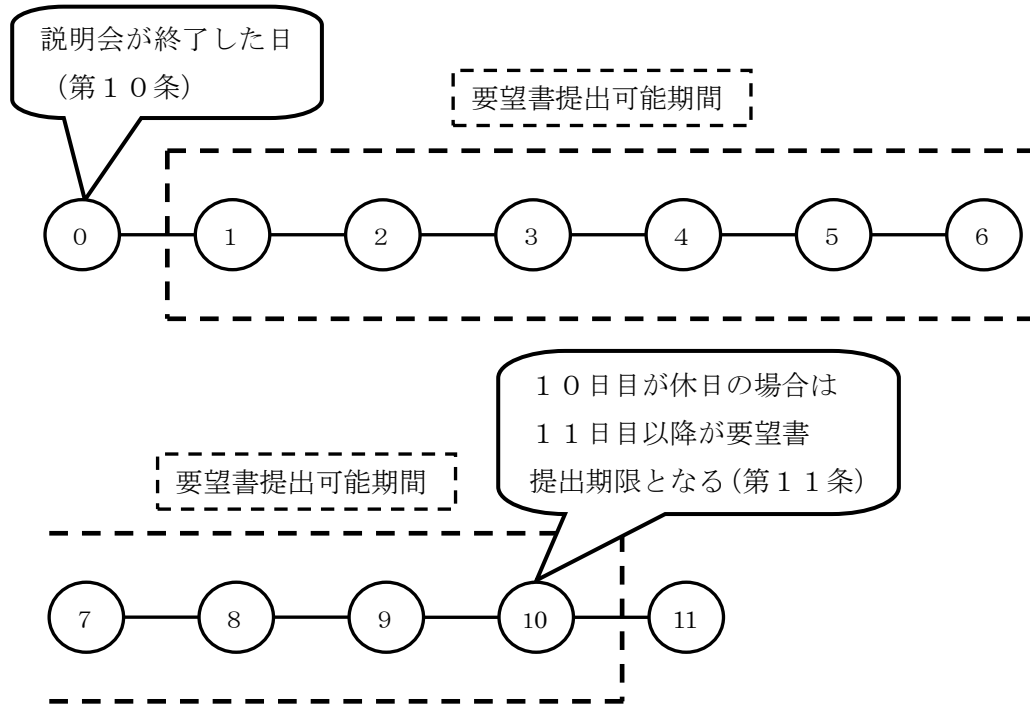 説明会が終了した日
(第１０条)
要望書提出可能期間
0
1
2
3
4
5
6
１０日目が休日の場合は
１１日目以降が要望書
提出期限となる(第１１条)
要望書提出可能期間
7
8
9
10
11